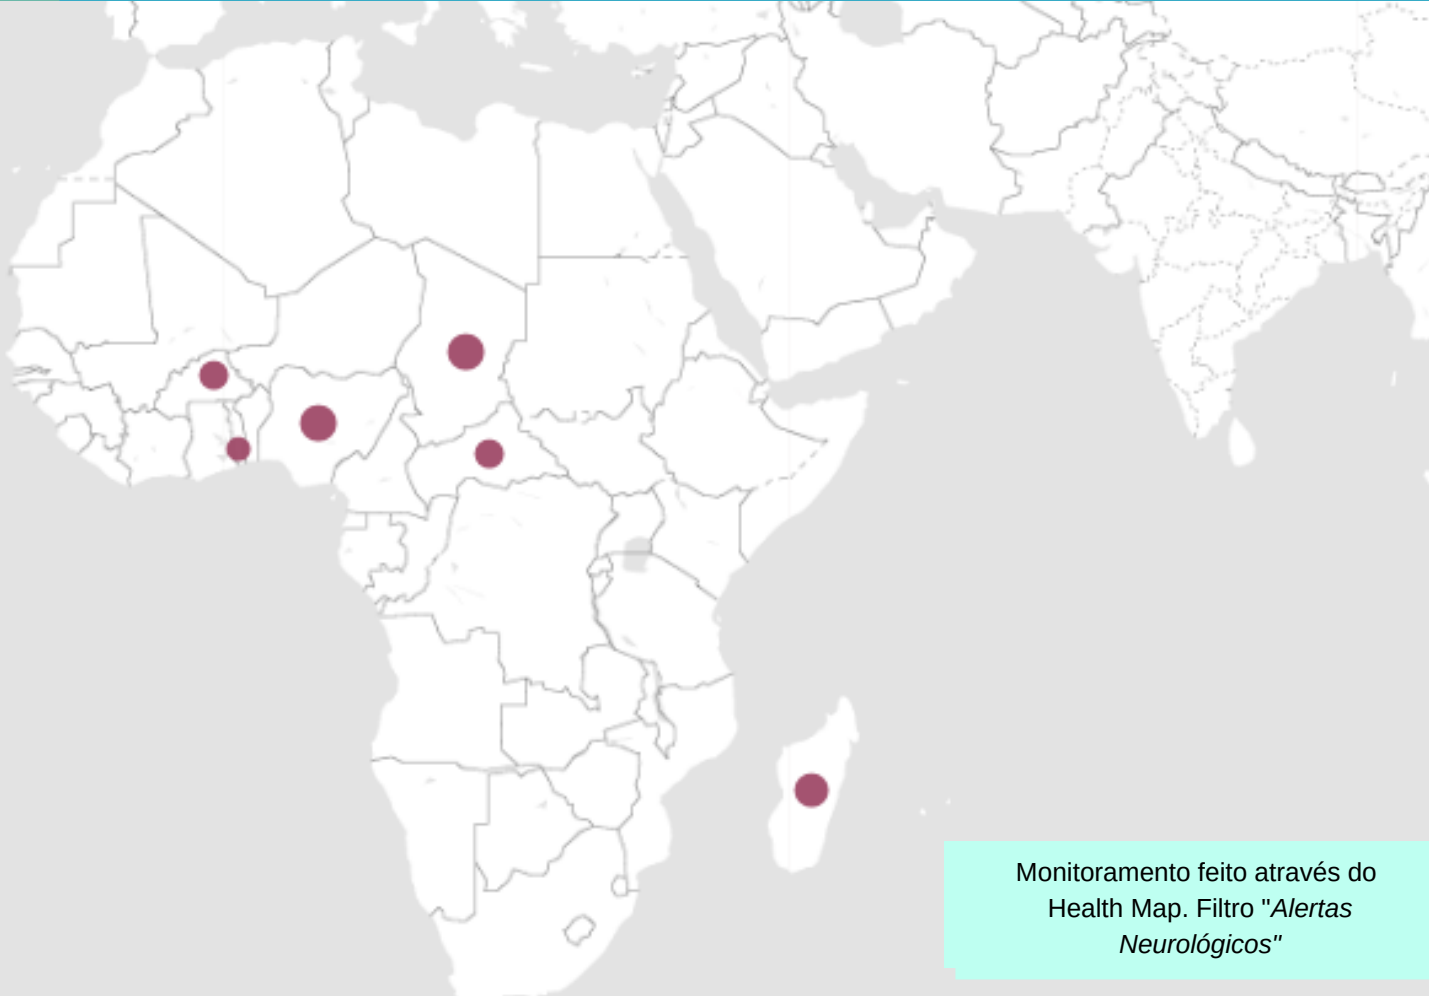 Monitoramento feito através do
Health Map. Filtro "Alertas
Neurológicos"